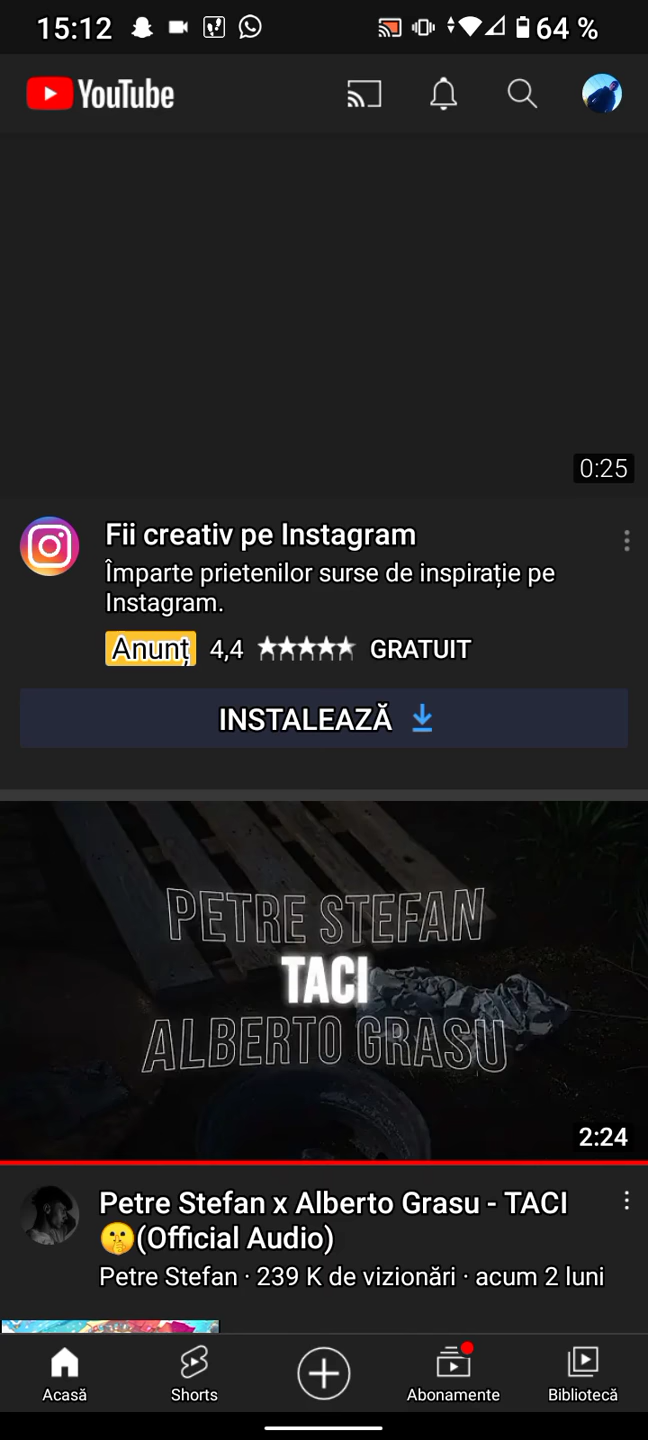 15:12 64 %
YouTube
0:25
Fii creativ pe Instagram
Împarte prietenilor surse de inspirație pe
Instagram.
Anunț 4,4 GRATUIT
INSTALEAZĂ
PETRE STEFAN
TACI
ALBERTO GRASU
2:24
Petre Stefan x Alberto Grasu - TACI
🤫(Official Audio)
Petre Stefan · 239 K de vizionări · acum 2 luni
Acasă Shorts Abonamente Bibliotecă